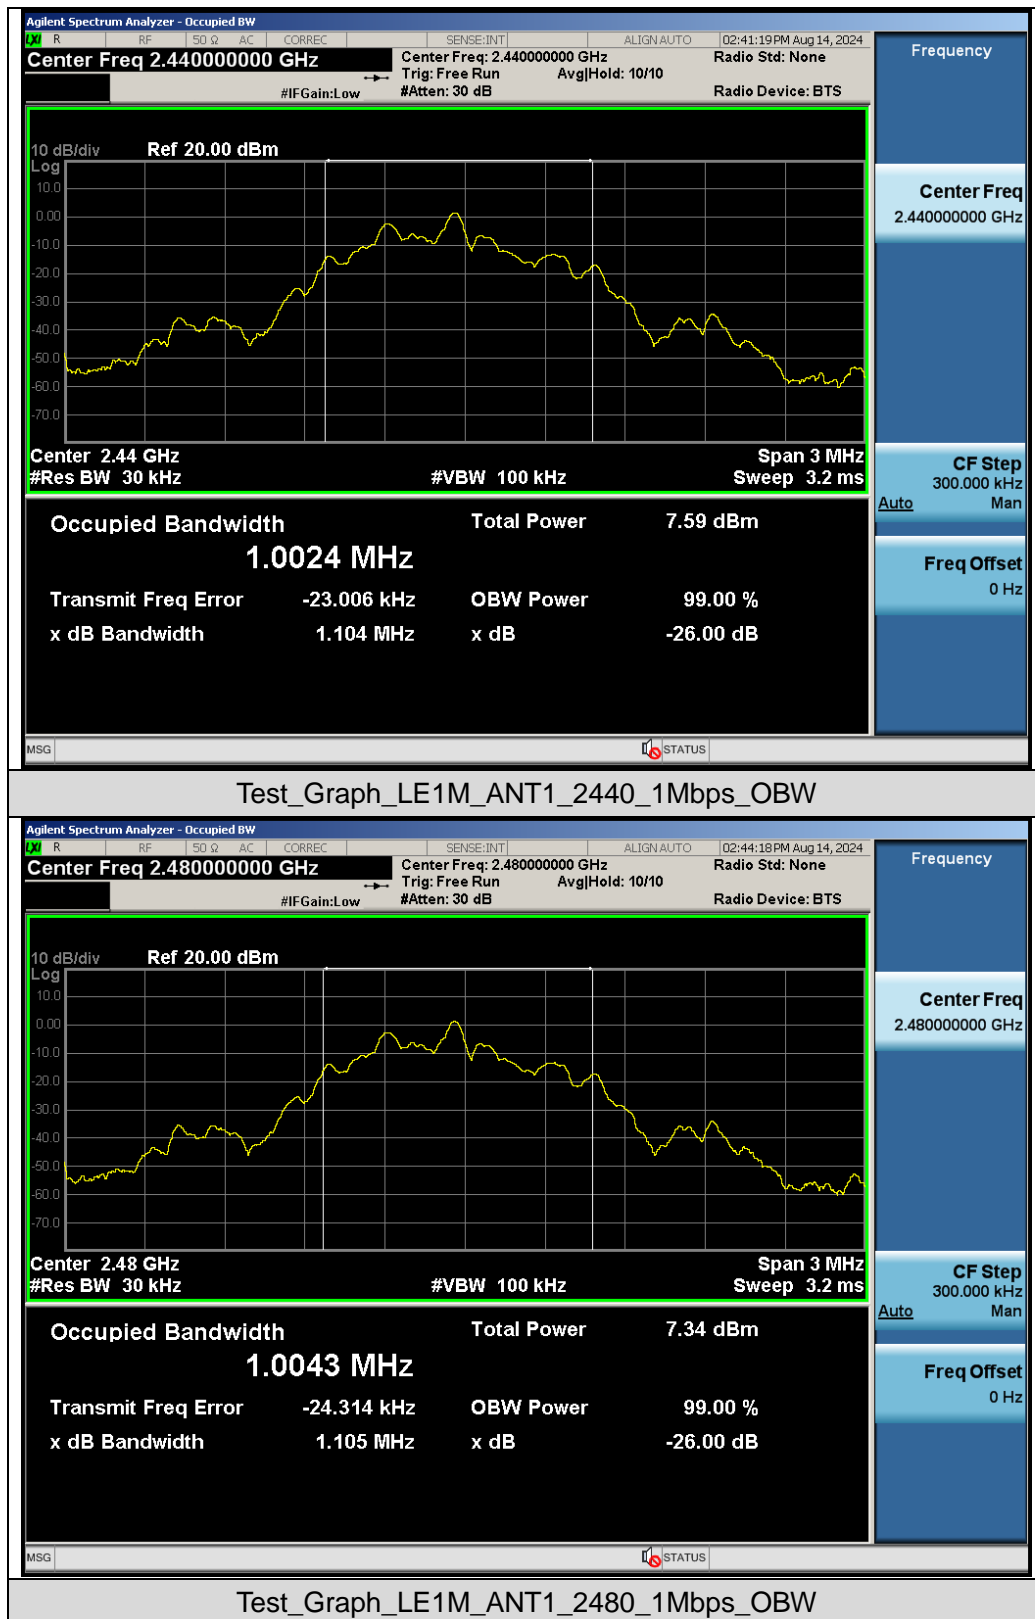 Agilent Spectrum Analyzer - Occupied BW
LXI R RF 50 Ω AC CORREC SENSE:INT ALIGN AUTO 02:41:19 PM Aug 14, 2024
Center Freq 2.440000000 GHz Center Freq: 2.440000000 GHz Radio Std: None
Trig: Free Run Avg|Hold: 10/10
#IFGain:Low #Atten: 30 dB Radio Device: BTS
10 dB/div Ref 20.00 dBm
Log
10.0
0.00
-10.0
-20.0
-30.0
-40.0
-50.0
-60.0
-70.0
Center 2.44 GHz Span 3 MHz
#Res BW 30 kHz #VBW 100 kHz Sweep 3.2 ms
Occupied Bandwidth Total Power 7.59 dBm
1.0024 MHz
Transmit Freq Error -23.006 kHz OBW Power 99.00 %
x dB Bandwidth 1.104 MHz x dB -26.00 dB
MSG STATUS
Frequency
Center Freq
2.440000000 GHz
CF Step
300.000 kHz
Auto Man
Freq Offset
0 Hz
Test_Graph_LE1M_ANT1_2440_1Mbps_OBW
Agilent Spectrum Analyzer - Occupied BW
LXI R RF 50 Ω AC CORREC SENSE:INT ALIGN AUTO 02:44:18 PM Aug 14, 2024
Center Freq 2.480000000 GHz Center Freq: 2.480000000 GHz Radio Std: None
Trig: Free Run Avg|Hold: 10/10
#IFGain:Low #Atten: 30 dB Radio Device: BTS
10 dB/div Ref 20.00 dBm
Log
10.0
0.00
-10.0
-20.0
-30.0
-40.0
-50.0
-60.0
-70.0
Center 2.48 GHz Span 3 MHz
#Res BW 30 kHz #VBW 100 kHz Sweep 3.2 ms
Occupied Bandwidth Total Power 7.34 dBm
1.0043 MHz
Transmit Freq Error -24.314 kHz OBW Power 99.00 %
x dB Bandwidth 1.105 MHz x dB -26.00 dB
MSG STATUS
Frequency
Center Freq
2.480000000 GHz
CF Step
300.000 kHz
Auto Man
Freq Offset
0 Hz
Test_Graph_LE1M_ANT1_2480_1Mbps_OBW